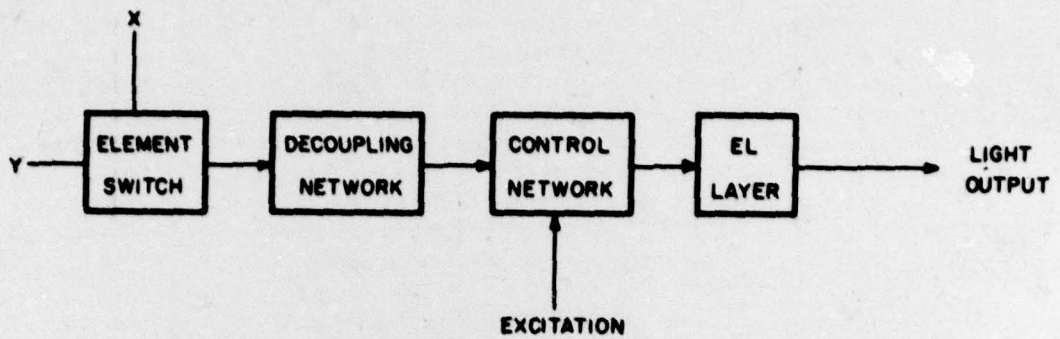 X
Y
ELEMENT
SWITCH
DECOUPLING
NETWORK
CONTROL
NETWORK
EL
LAYER
LIGHT
OUTPUT
EXCITATION